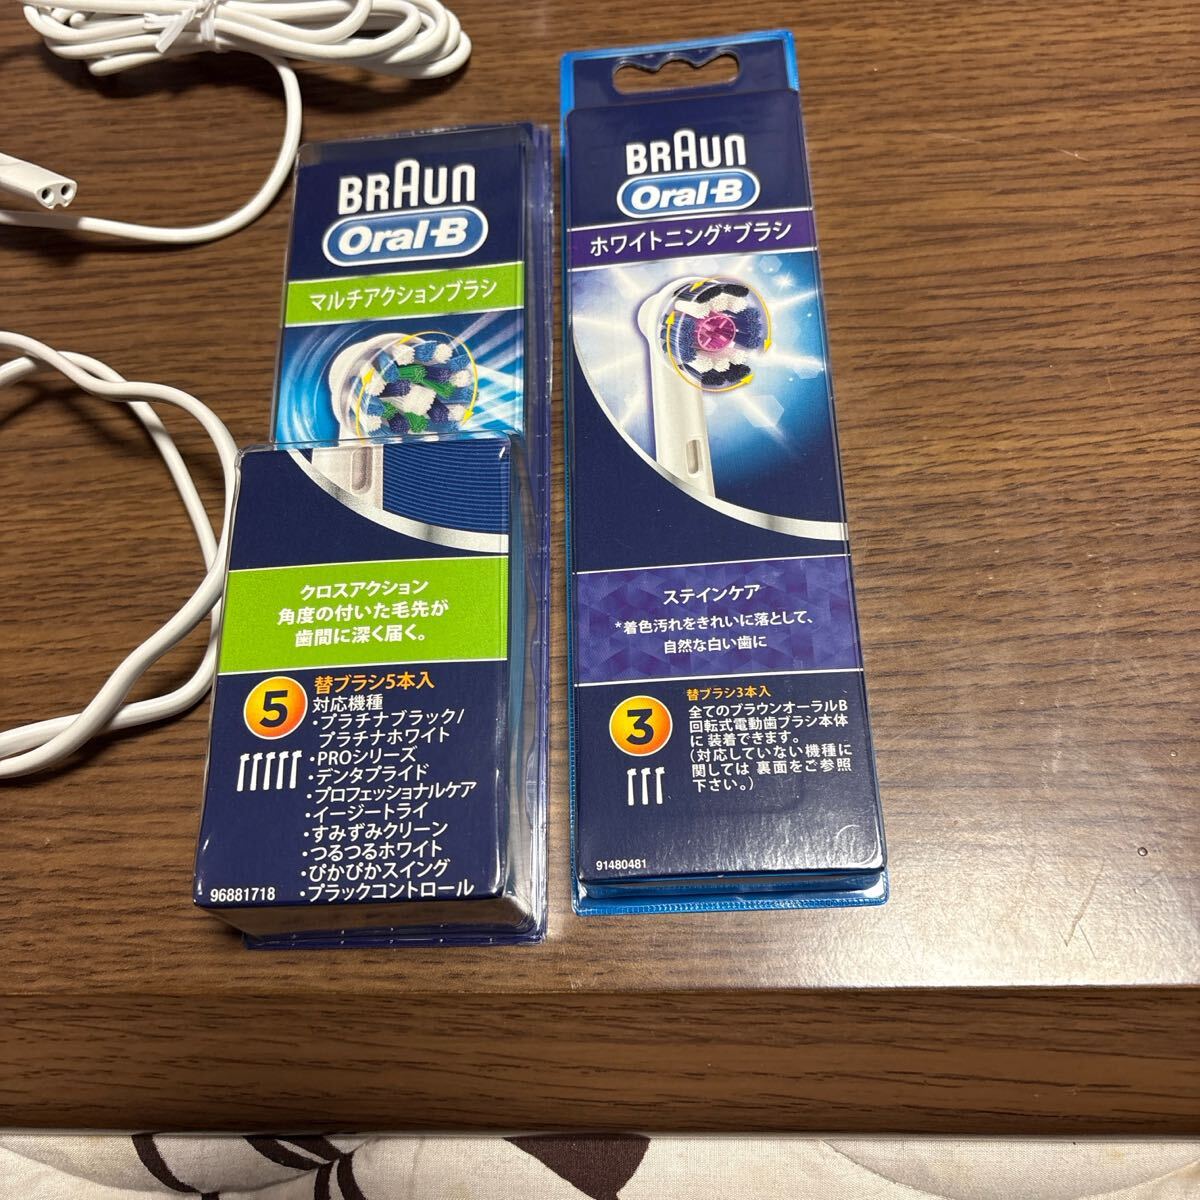 BRAUN
Oral-B
マルチアクションブラシ
クロスアクション
角度の付いた毛先が
歯間に深く届く。
5
替ブラシ5本入
対応機種
・プラチナブラック/
プラチナホワイト
・PROシリーズ
・デンタプライド
・プロフェッショナルケア
・イージートライ
・すみずみクリーン
・つるつるホワイト
・ぴかぴかスイング
・ブラックコントロール
96881718
BRAUN
Oral-B
ホワイトニング*ブラシ
ステインケア
*着色汚れをきれいに落として、
自然な白い歯に
3
替ブラシ3本入
全てのブラウンオーラルB
回転式電動歯ブラシ本体
に装着できます。
(対応していない機種に
関しては 裏面をご参照
下さい。)
91480481